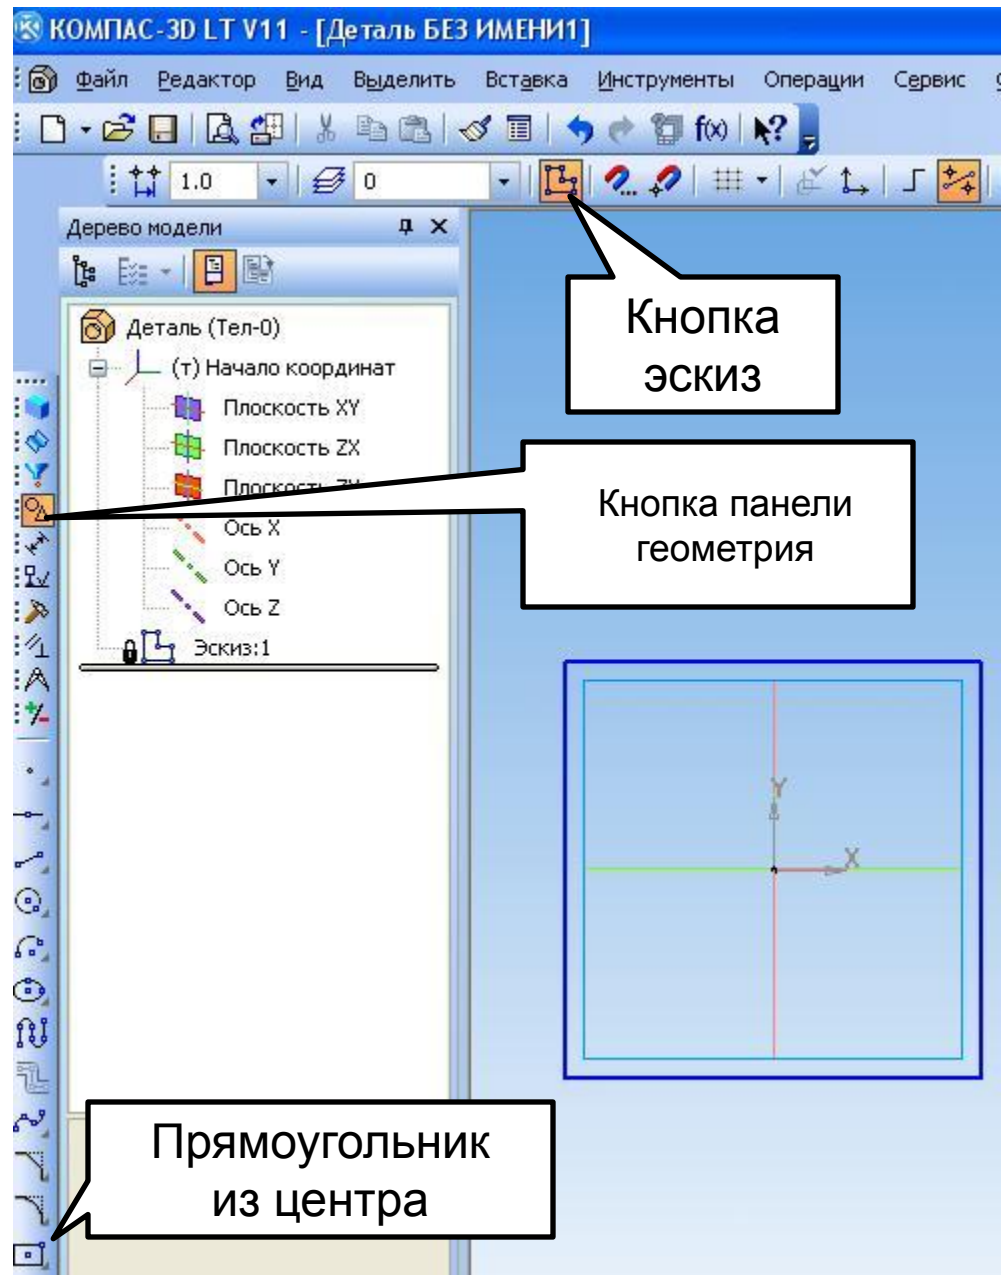 КОМПАС-3D LT V11 - [Деталь БЕЗ ИМЕНИ1]
Файл Редактор Вид Выделить Вставка Инструменты Операции Сервис
f(x) ?
1.0 0
Дерево модели
Деталь (Тел-0)
(т) Начало координат
Плоскость XY
Плоскость ZX
Плоскость
Ось X
Ось Y
Ось Z
Эскиз:1
Кнопка
эскиз
Кнопка панели
геометрия
Y
X
Прямоугольник
из центра